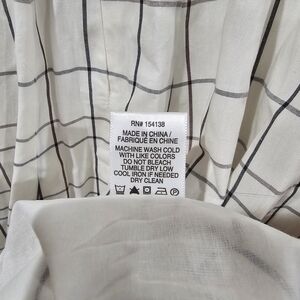 RN# 154138
MADE IN CHINA /
FABRIQUÉ EN CHINE
MACHINE WASH COLD
WITH LIKE COLORS
DO NOT BLEACH
TUMBLE DRY LOW
COOL IRON IF NEEDED
DRY CLEAN